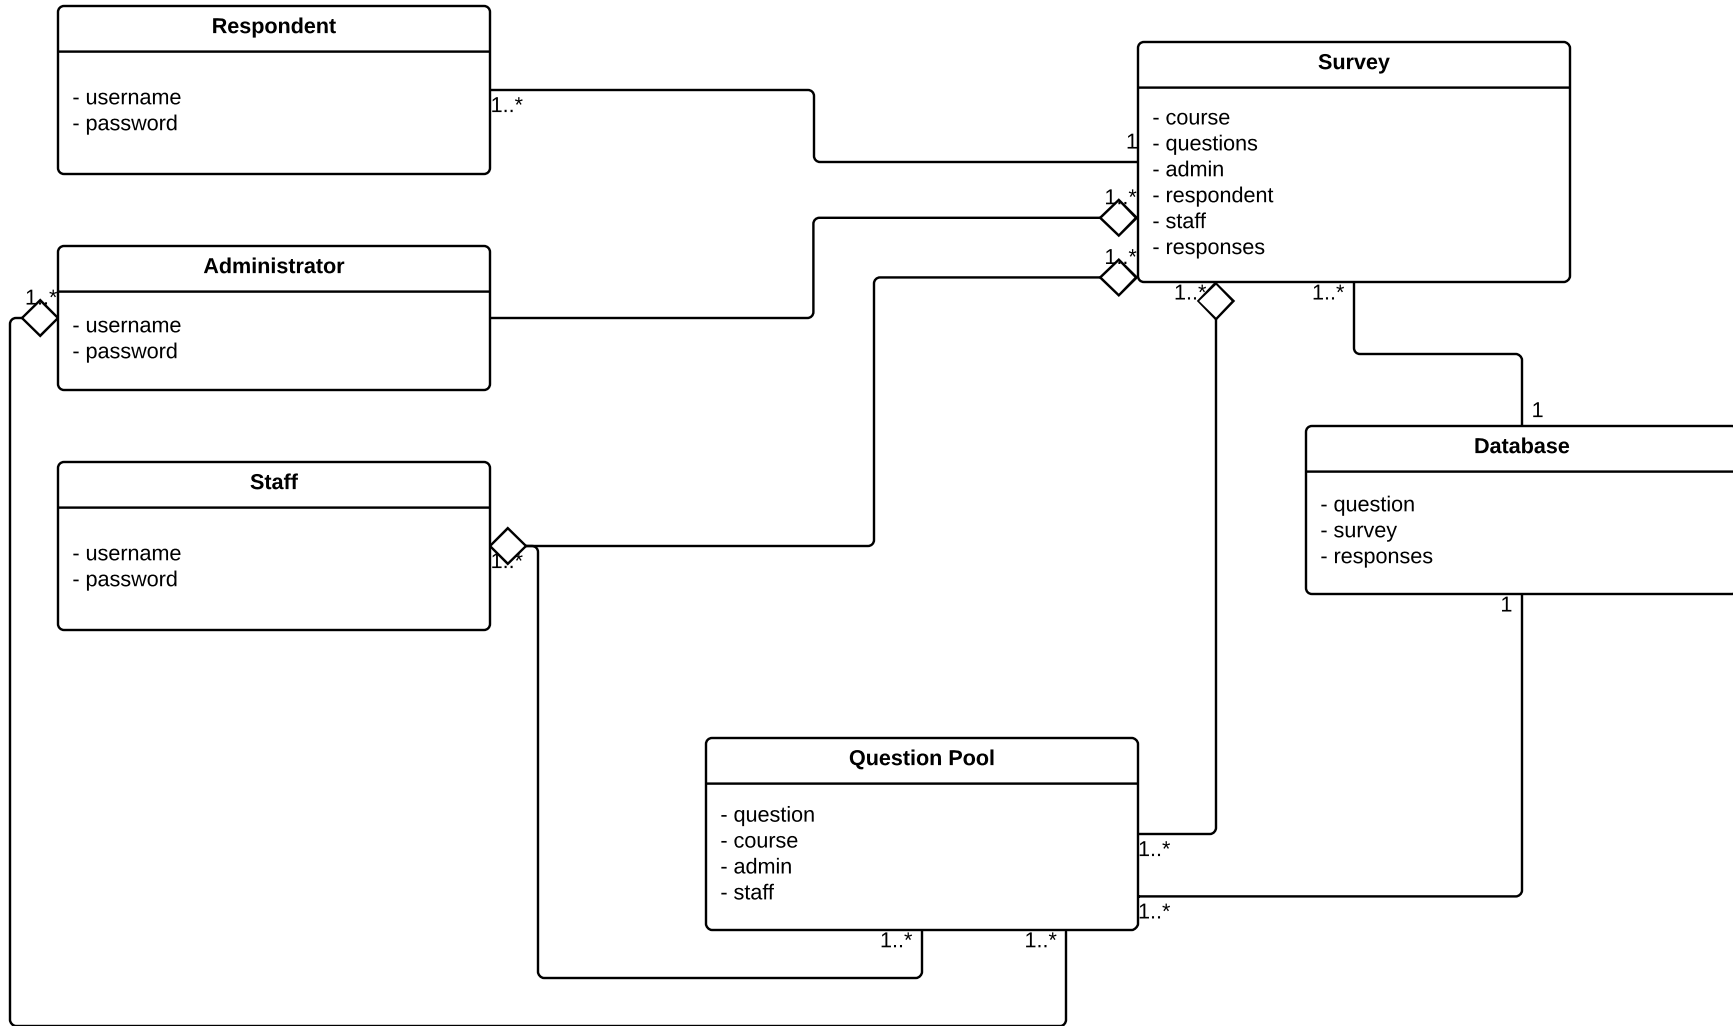 Respondent
- username
- password
1..*
Survey
- course
- questions
- admin
- respondent
- staff
- responses
1
1..*
1..*
1..*
1..*
Administrator
- username
- password
1..*
Staff
- username
- password
1..*
1
Database
- question
- survey
- responses
1
Question Pool
- question
- course
- admin
- staff
1..*
1..*
1..*
1..*